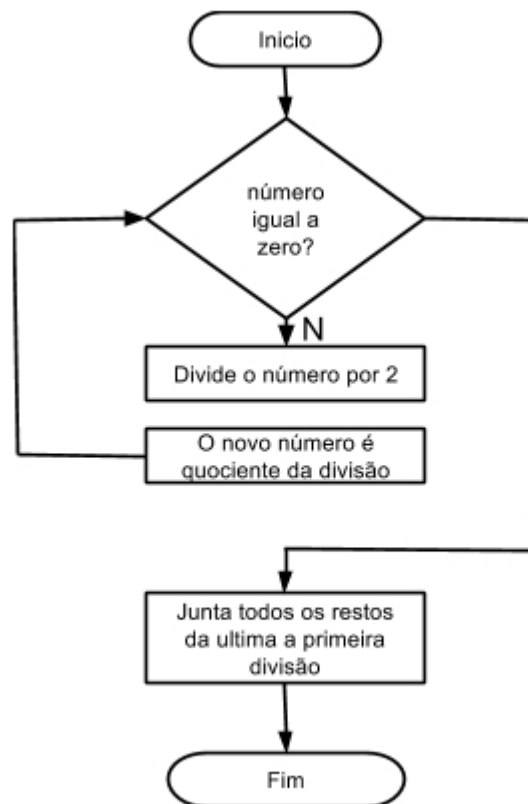 Inicio
número
igual a
zero?
N
Divide o número por 2
O novo número é
quociente da divisão
Junta todos os restos
da ultima a primeira
divisão
Fim